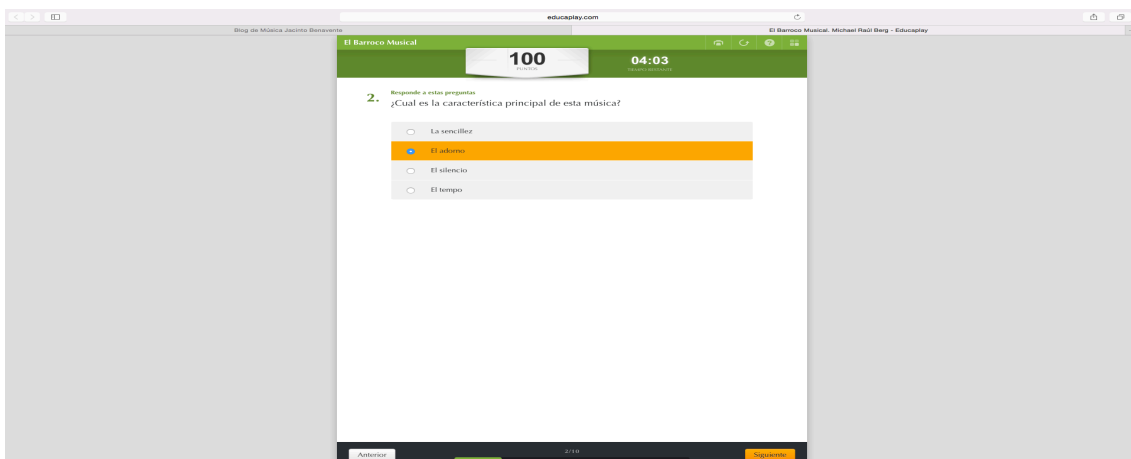 educaplay.com
Blog de Música Jacinto Benavente
El Barroco Musical. Michael Raúl Berg - Educaplay
El Barroco Musical
100
PUNTOS
04:03
2.
Responde a estas preguntas
¿Cual es la característica principal de esta música?
La sencillez
El adorno
El silencio
El tempo
Anterior
2/10
Siguiente